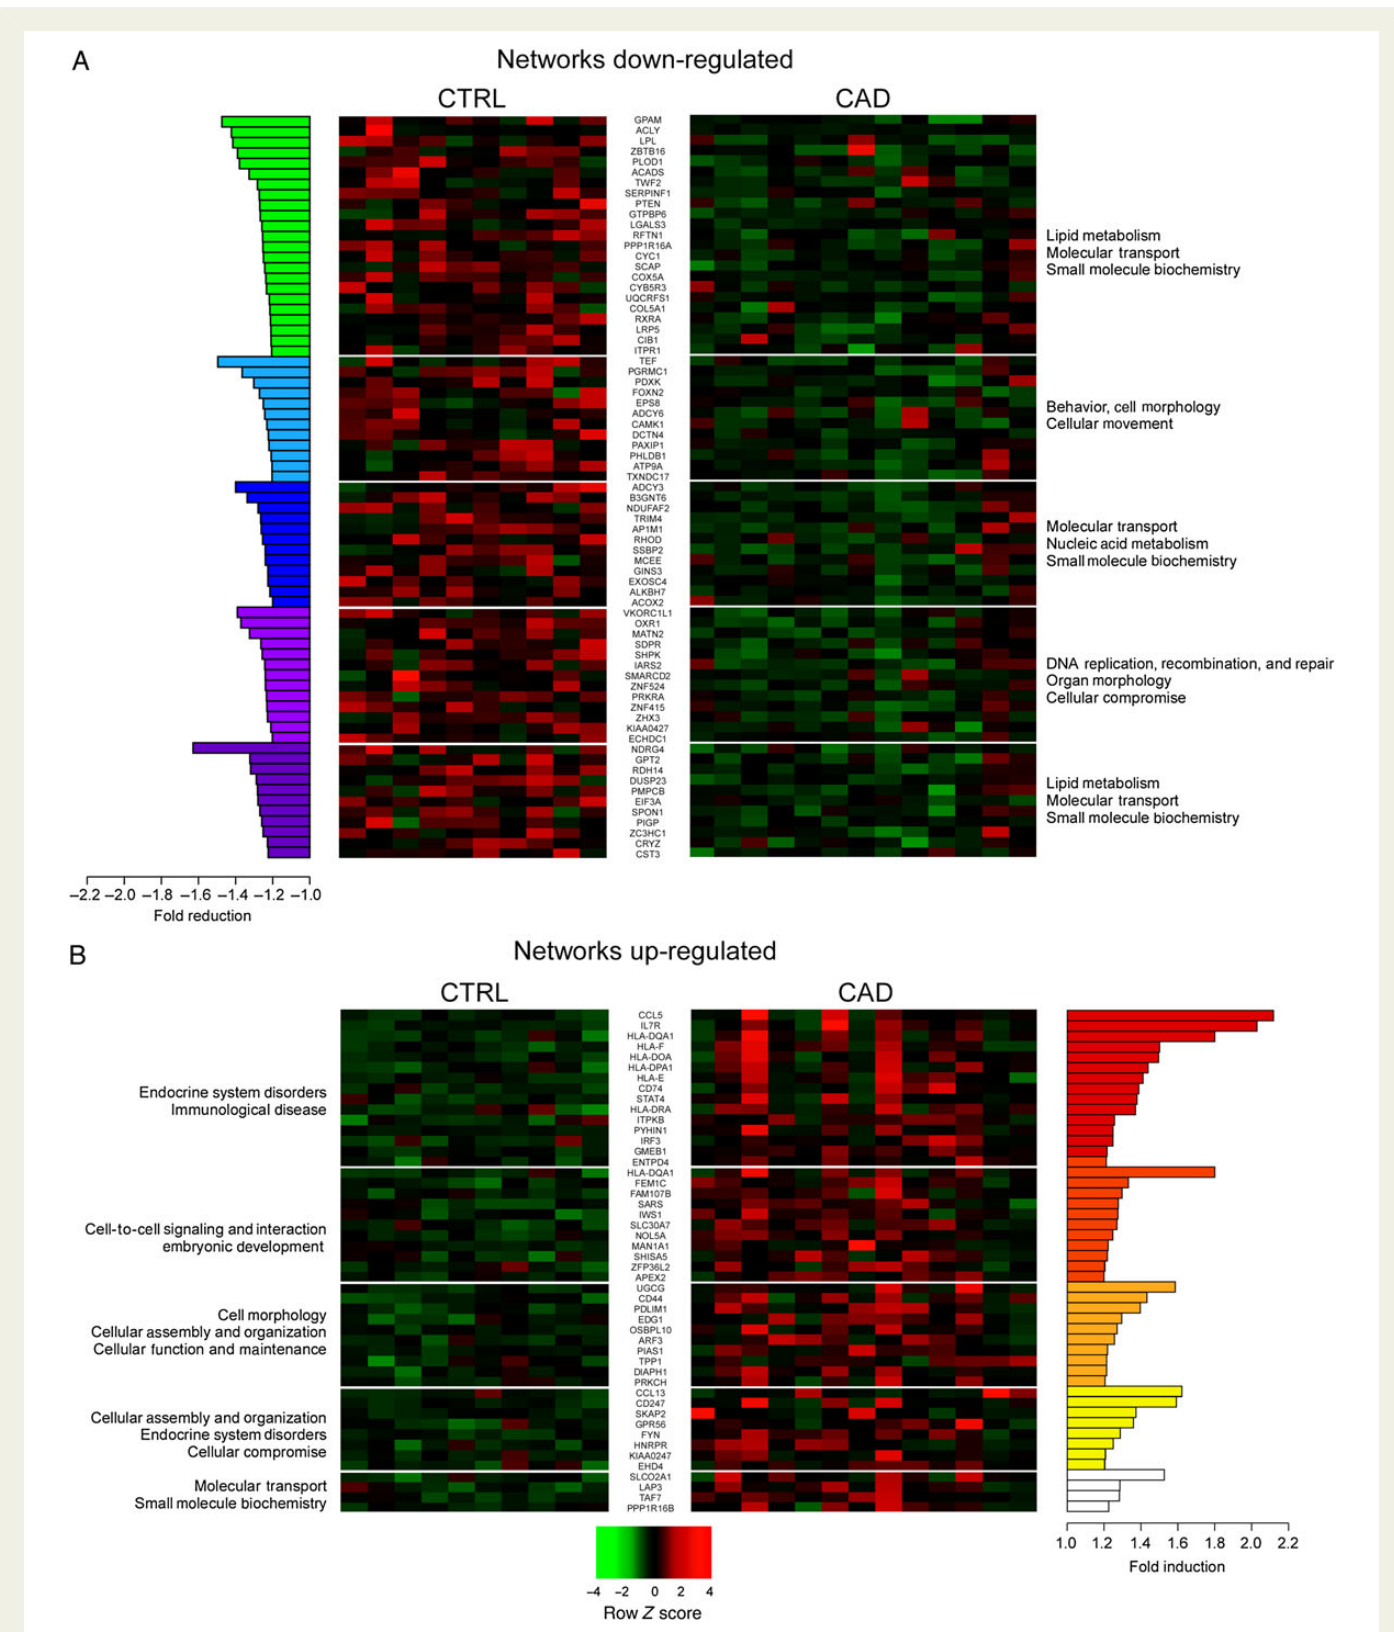 A
Networks down-regulated
CTRL
CAD
GPAM
ACLY
LPL
ZBTB16
PLOD1
ACADS
TWF2
SERPINF1
PTEN
GTPBP6
LGALS3
RFTN1
PPP1R16A
CYC1
SCAP
COX5A
CYB5R3
UQCRFS1
COL5A1
RXRA
LRP5
CIB1
ITPR1
Lipid metabolism
Molecular transport
Small molecule biochemistry
TEF
PGRMC1
PDXK
FOXN2
EPS8
ADCY6
CAMK1
DCTN4
PAXIP1
PHLDB1
ATP9A
TXNDC17
Behavior, cell morphology
Cellular movement
ADCY3
B3GNT6
NDUFAF2
TRIM4
AP1M1
RHOD
SSBP2
MCEE
GINS3
EXOSC4
ALKBH7
ACOX2
Molecular transport
Nucleic acid metabolism
Small molecule biochemistry
VKORC1L1
OXR1
MATN2
SDPR
SHPK
IARS2
SMARCD2
ZNF524
PRKRA
ZNF415
ZHX3
KIAA0427
ECHDC1
DNA replication, recombination, and repair
Organ morphology
Cellular compromise
NDRG4
GPT2
RDH14
DUSP23
PMPCB
EIF3A
SPON1
PIGP
ZC3HC1
CRYZ
CST3
Lipid metabolism
Molecular transport
Small molecule biochemistry
−2.2 −2.0 −1.8 −1.6 −1.4 −1.2 −1.0
Fold reduction
B
Networks up-regulated
CTRL
CAD
Endocrine system disorders
Immunological disease
CCL5
IL7R
HLA-DQA1
HLA-F
HLA-DOA
HLA-DPA1
HLA-E
CD74
STAT4
HLA-DRA
ITPKB
PYHIN1
IRF3
GMEB1
ENTPD4
Cell-to-cell signaling and interaction
embryonic development
HLA-DQA1
FEM1C
FAM107B
SARS
IWS1
SLC30A7
NOL5A
MAN1A1
SHISA5
ZFP36L2
APEX2
Cell morphology
Cellular assembly and organization
Cellular function and maintenance
UGCG
CD44
PDLIM1
EDG1
OSBPL10
ARF3
PIAS1
TPP1
DIAPH1
PRKCH
Cellular assembly and organization
Endocrine system disorders
Cellular compromise
CCL13
CD247
SKAP2
GPR56
FYN
HNRPR
KIAA0247
EHD4
Molecular transport
Small molecule biochemistry
SLCO2A1
LAP3
TAF7
PPP1R16B
1.0 1.2 1.4 1.6 1.8 2.0 2.2
Fold induction
−4 −2 0 2 4
Row Z score